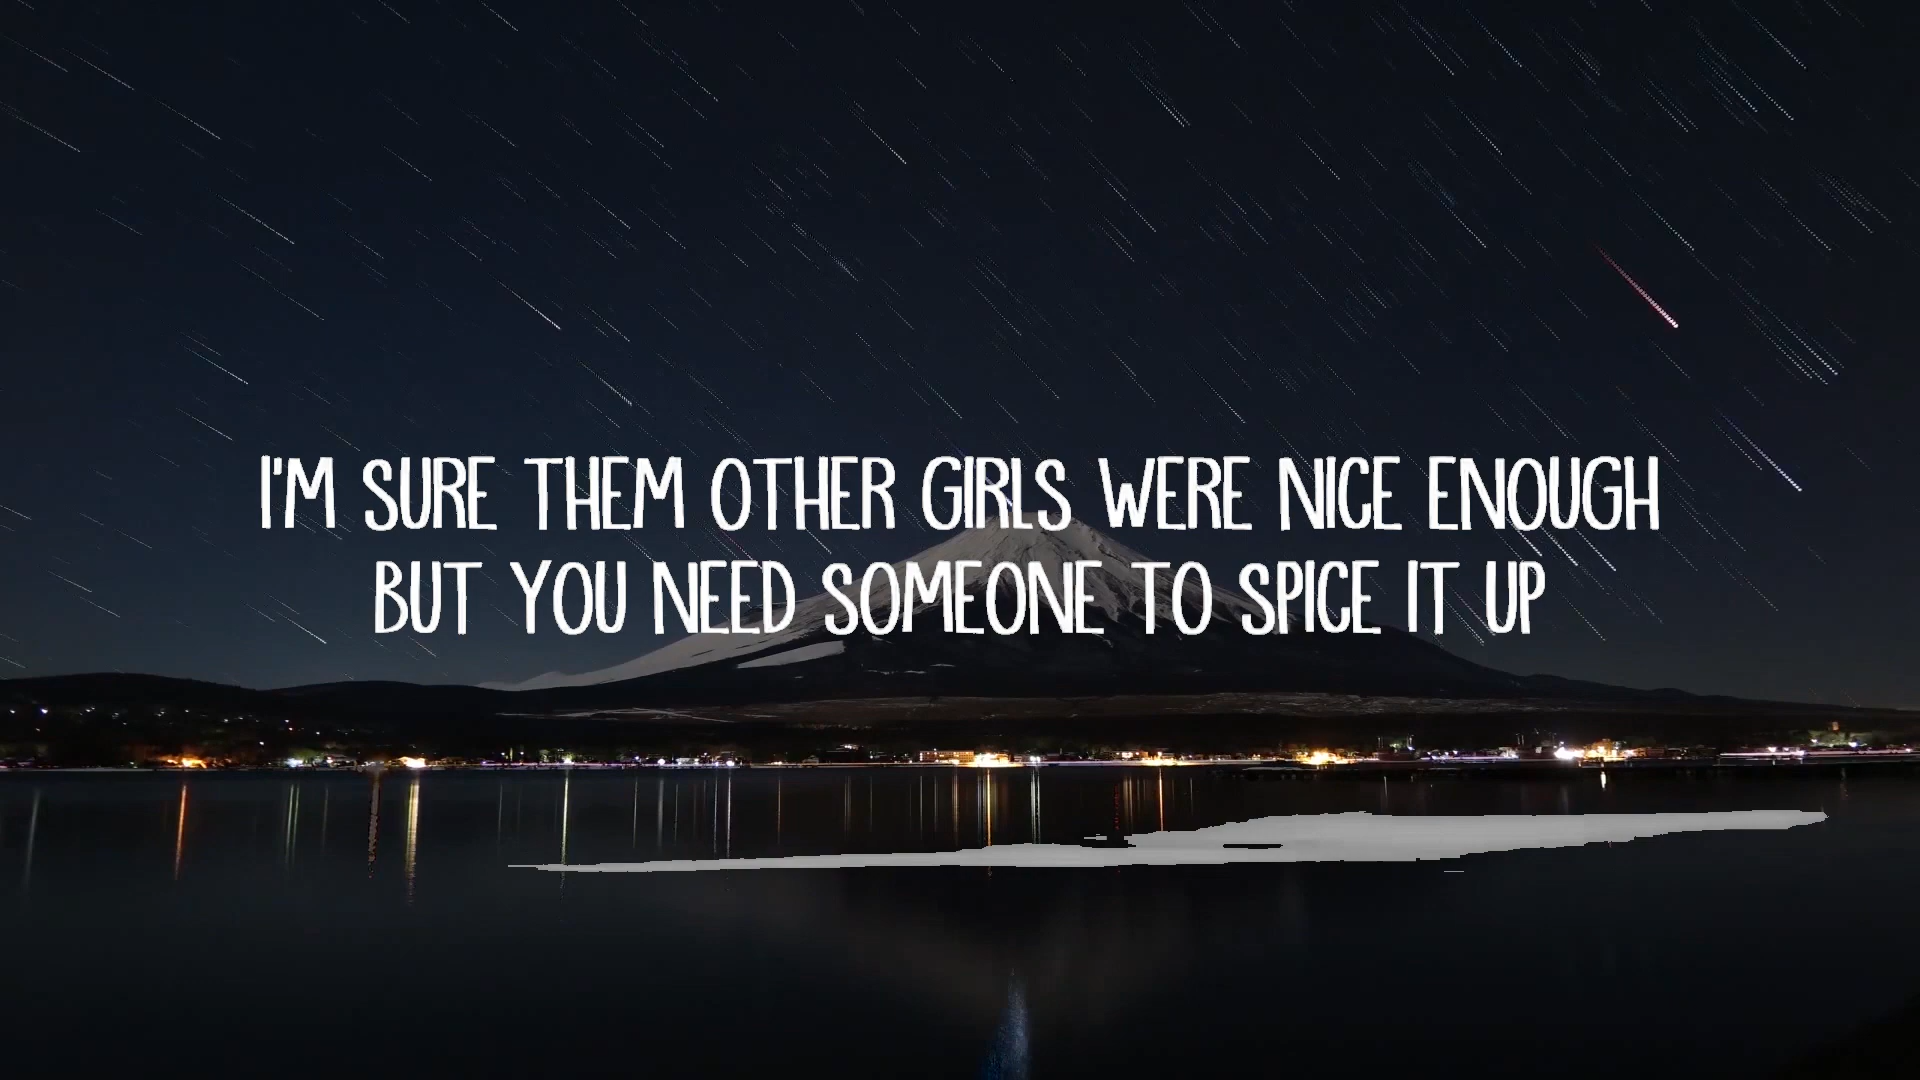 I'M SURE THEM OTHER GIRLS WERE NICE ENOUGH
BUT YOU NEED SOMEONE TO SPICE IT UP